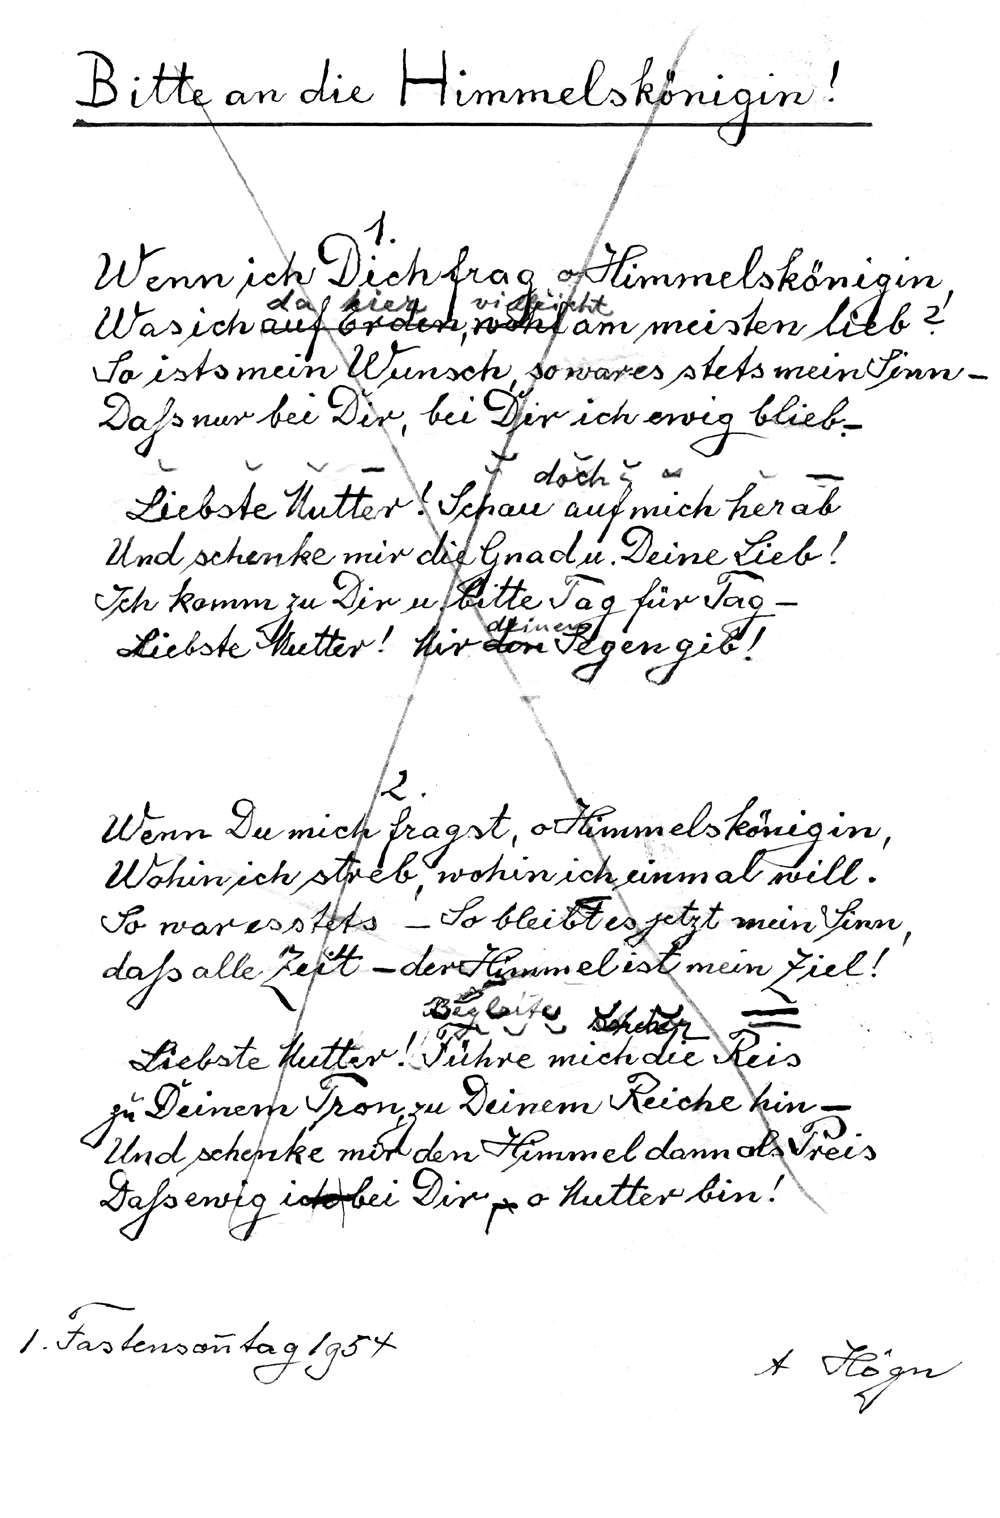 Bitte an die Himmelskönigin!
1.
Wenn ich Dich frag o Himmelskönigin,
da hier vielleicht
Was ich auf Erden, wohl am meisten lieb?
So ists mein Wunsch, so wares stets mein Sinn –
Daß nur bei Dir, bei Dir ich ewig blieb. –
doch
Liebste Mutter! Schau auf mich herab
Und schenke mir die Gnad u. Deine Lieb!
Ich komm zu Dir u. bitte Tag für Tag –
deinen
Liebste Mutter! Mir den Segen gib!
2.
Wenn Du mich fragst, o Himmelskönigin,
Wohin ich streb, wohin ich einmal will.
So war es stets – So bleibt es jetzt mein Sinn,
daß alle Zeit – der Himmel ist mein Ziel!
Begleite
Liebste Mutter! Führe mich die Reis
zu Deinem Tron, zu Deinem Reiche hin –
Und schenke mir den Himmel dann als Preis
Daß ewig ich bei Dir, o Mutter bin!
1. Fastenson̄tag 1954
A Högn